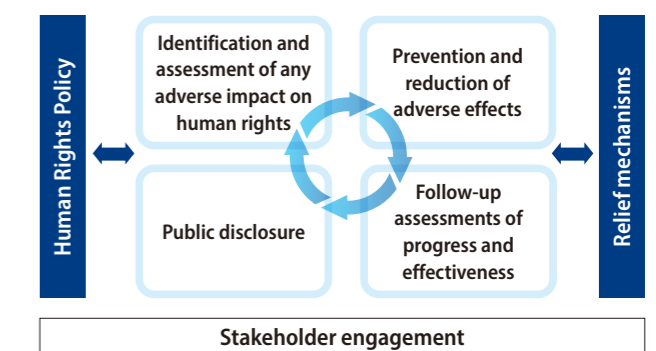 Human Rights Policy
Identification and
assessment of any
adverse impact on
human rights
Prevention and
reduction of
adverse effects
Public disclosure
Follow-up
assessments of
progress and
effectiveness
Relief mechanisms
Stakeholder engagement